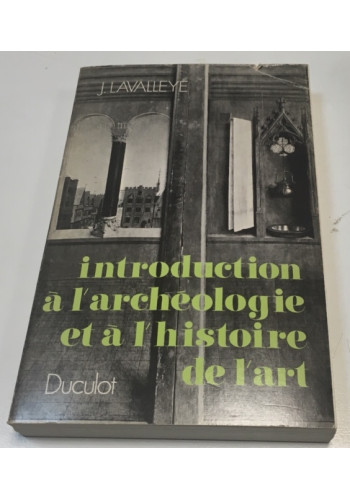 J. LAVALLEYE
introduction
à l'archéologie
et à l'histoire
de l'art
Duculot